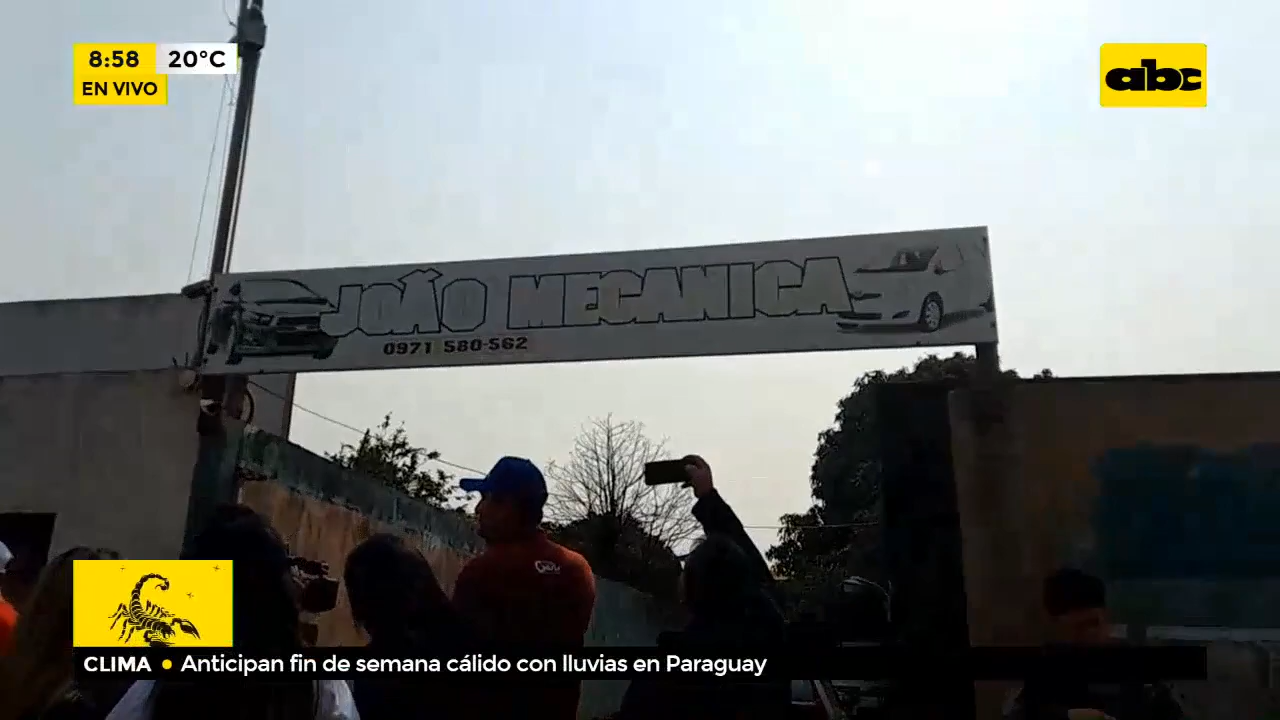 8:58 20°C
EN VIVO
abc
JOÃO MECANICA
0971 580-562
CLIMA • Anticipan fin de semana cálido con lluvias en Paraguay